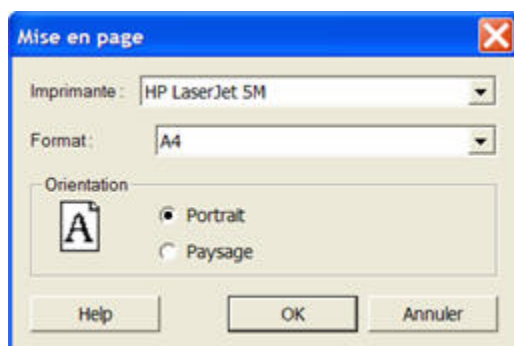 Mise en page
Imprimante : HP LaserJet 5M
Format : A4
Orientation
A
Portrait
Paysage
Help OK Annuler